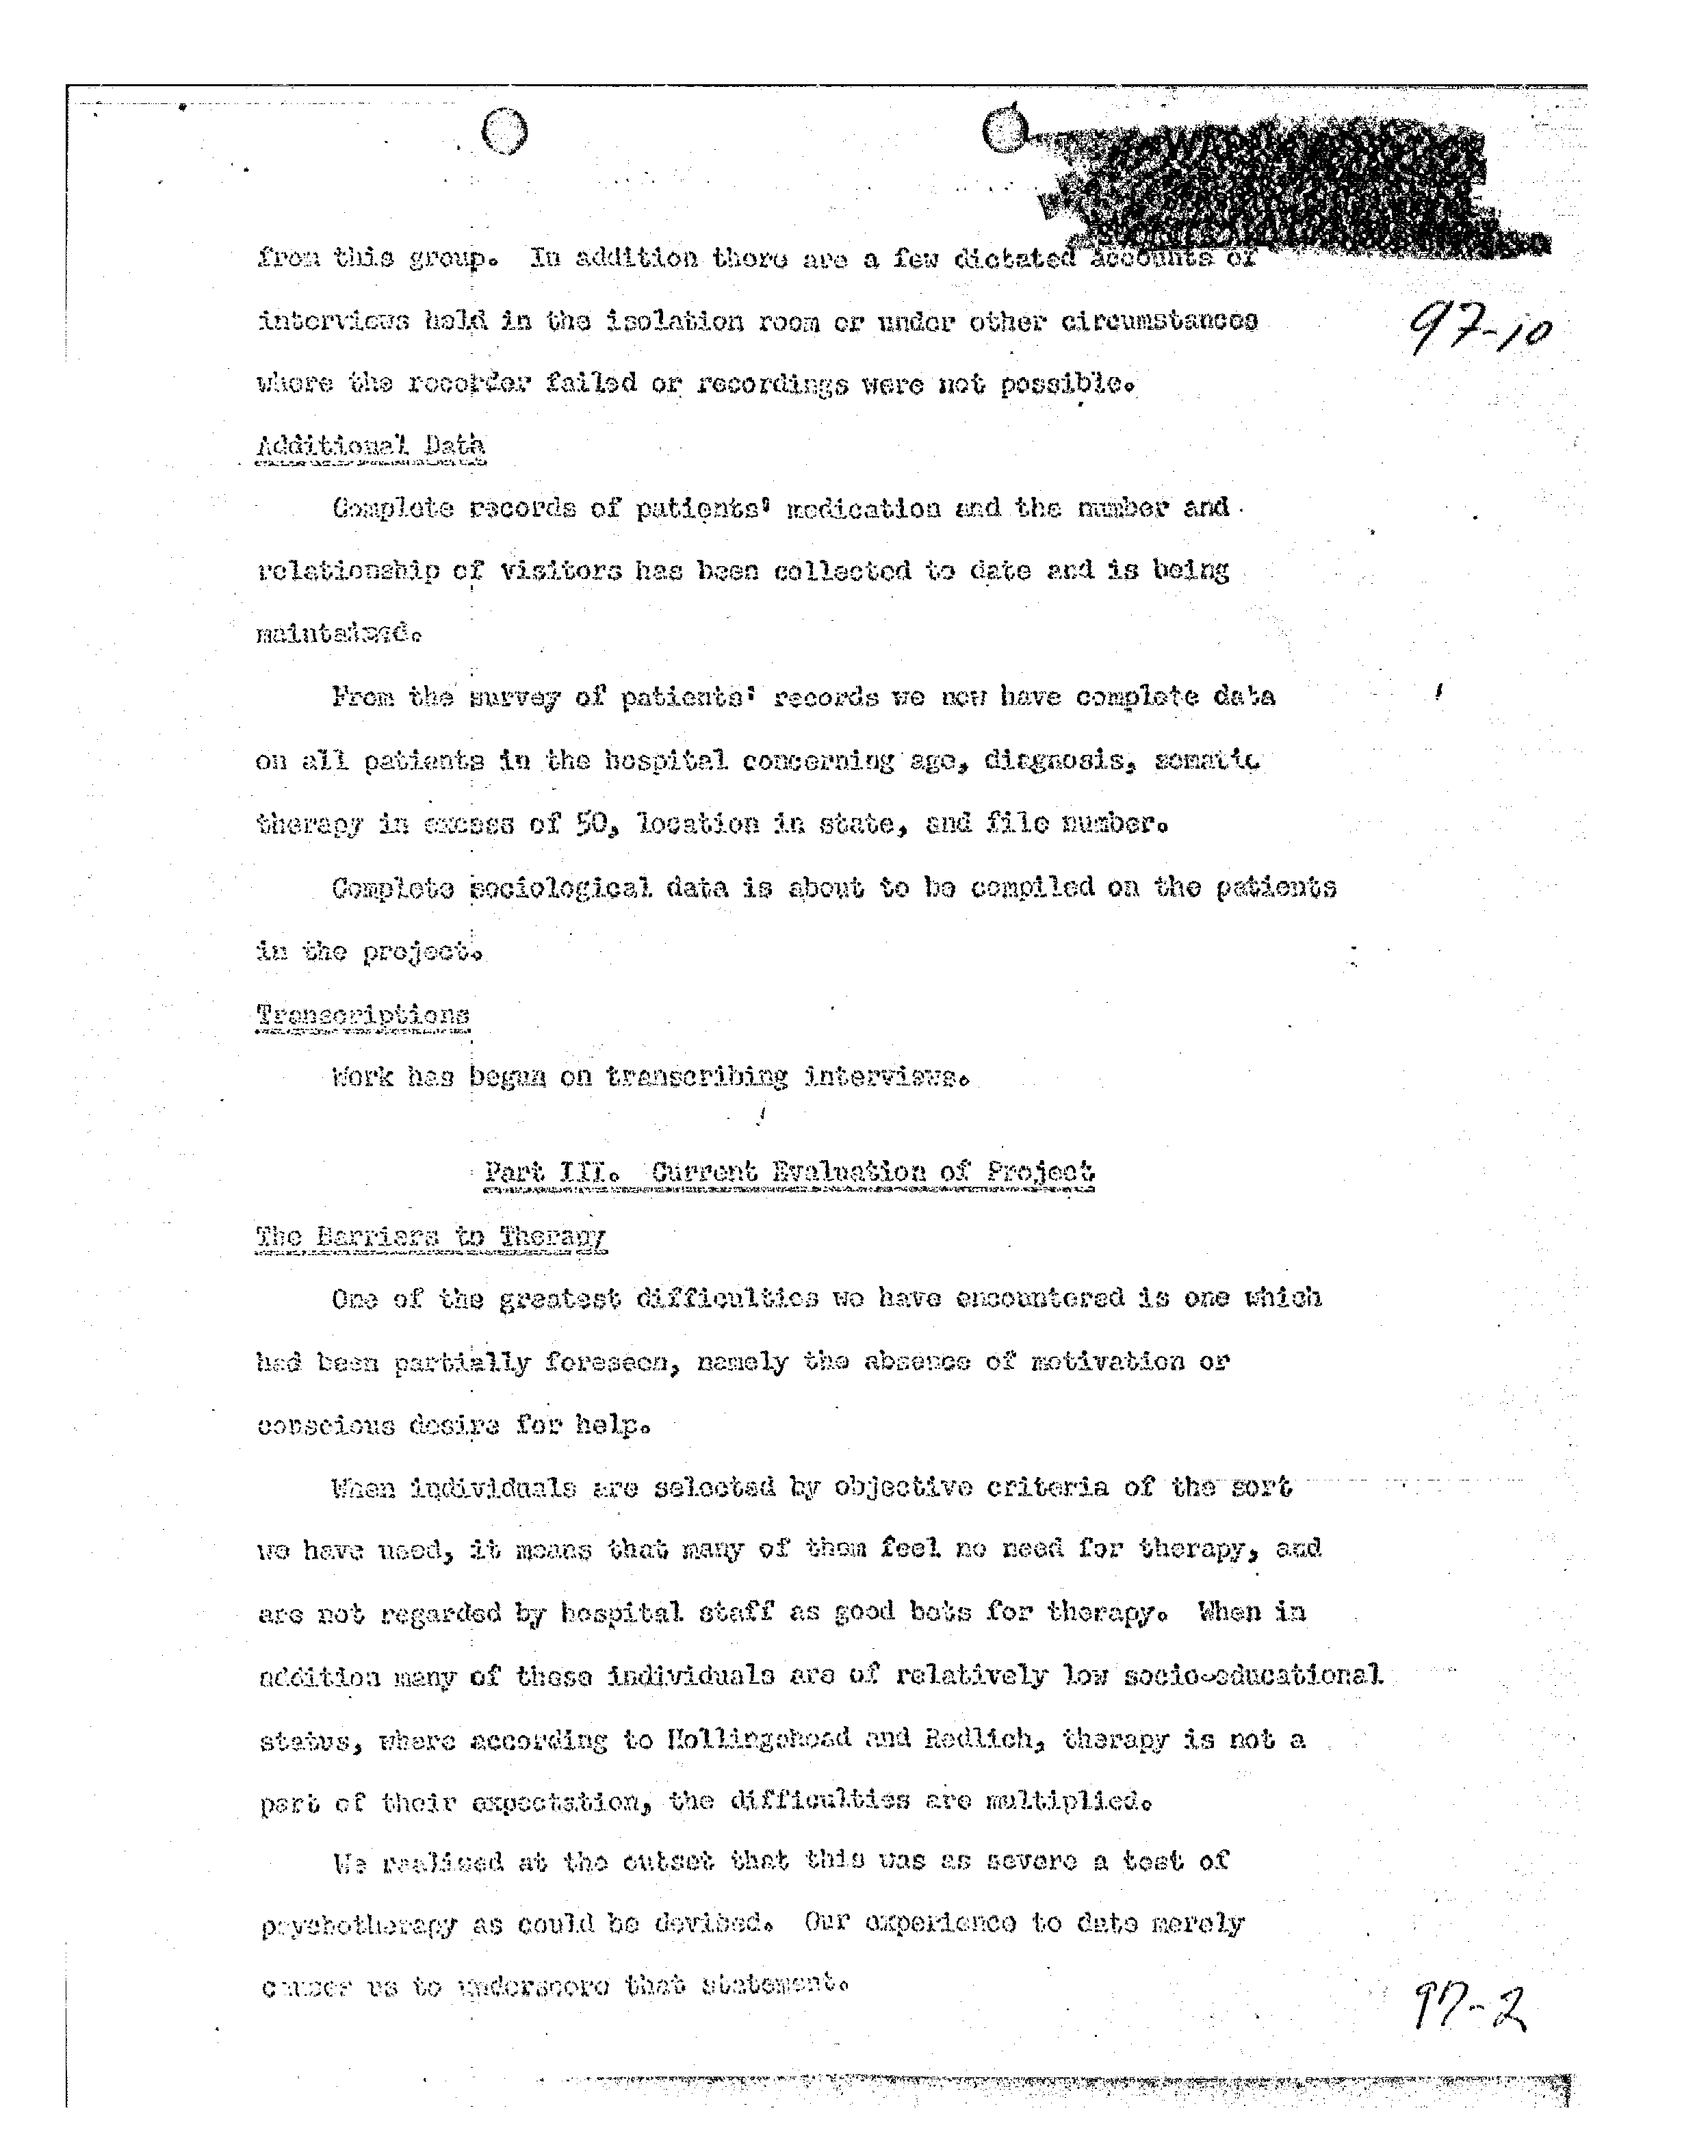 from this group. In addition there are a few dictated accounts of
97-10
interviews held in the isolation room or under other circumstances
where the recorder failed or recordings were not possible.
Additional Data
Complete records of patients' medication and the number and
relationship of visitors has been collected to date and is being
maintained.
From the survey of patients' records we now have complete data
on all patients in the hospital concerning age, diagnosis, somatic
therapy in excess of 50, location in state, and file number.
Complete sociological data is about to be compiled on the patients
in the project.
Transcriptions
Work has begun on transcribing interviews.
Part III. Current Evaluation of Project
The Barriers to Therapy
One of the greatest difficulties we have encountered is one which
had been partially foreseen, namely the absence of motivation or
conscious desire for help.
When individuals are selected by objective criteria of the sort
we have used, it means that many of them feel no need for therapy, and
are not regarded by hospital staff as good bets for therapy. When in
addition many of these individuals are of relatively low socio-educational
status, where according to Hollingshead and Redlich, therapy is not a
part of their expectation, the difficulties are multiplied.
We realized at the outset that this was as severe a test of
psychotherapy as could be devised. Our experience to date merely
causes us to underscore that statement.
97-2